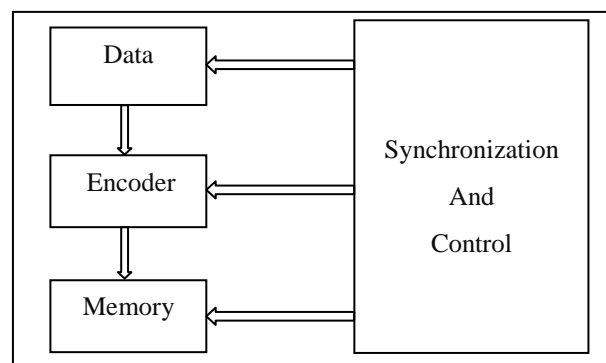 Data
Encoder
Memory
Synchronization
And
Control